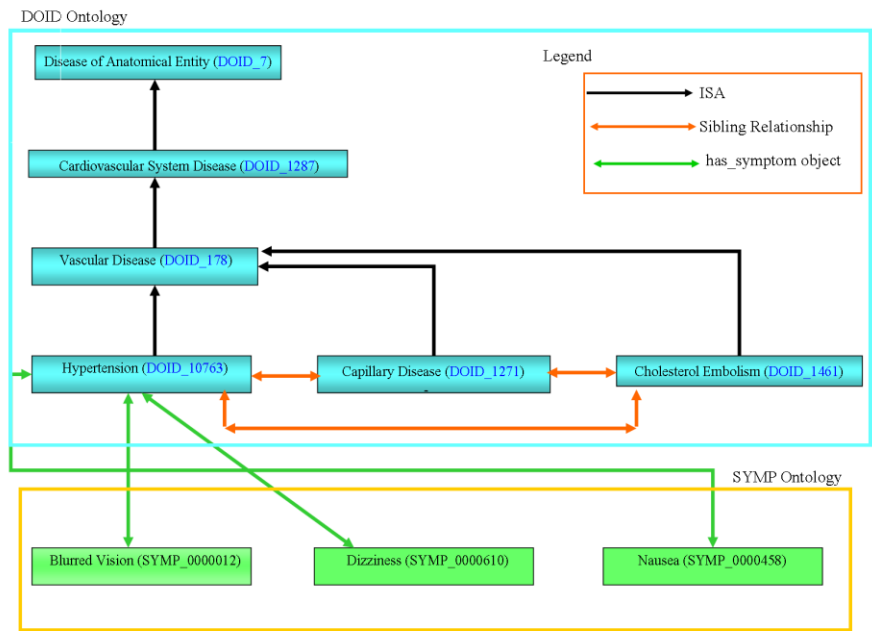 DOID Ontology
Disease of Anatomical Entity (DOID_7)
Legend
ISA
Sibling Relationship
has_symptom object
Cardiovascular System Disease (DOID_1287)
Vascular Disease (DOID_178)
Hypertension (DOID_10763)
Capillary Disease (DOID_1271)
Cholesterol Embolism (DOID_1461)
SYMP Ontology
Blurred Vision (SYMP_0000012)
Dizziness (SYMP_0000610)
Nausea (SYMP_0000458)